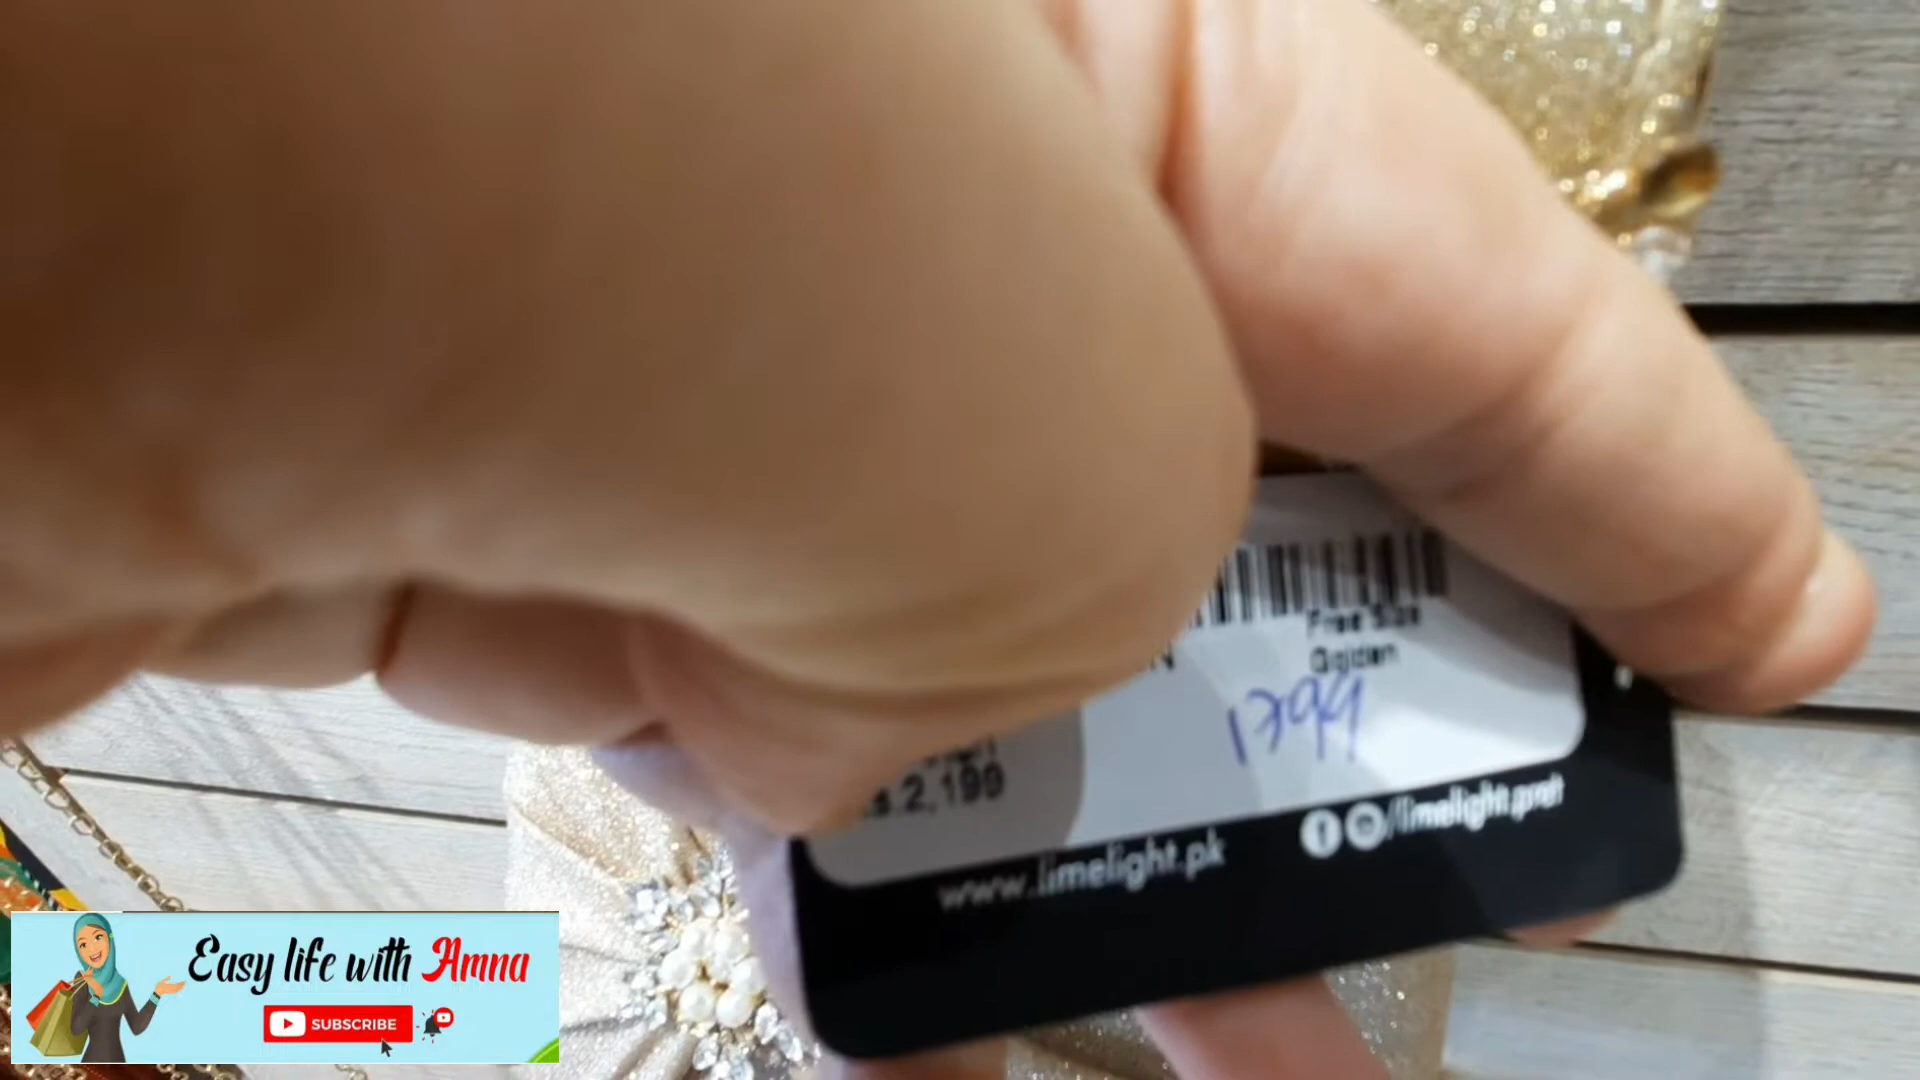 Free Size
Golden
1799
.s.2,199
www.limelight.pk
/limelight.pret
Easy life with Amna
SUBSCRIBE